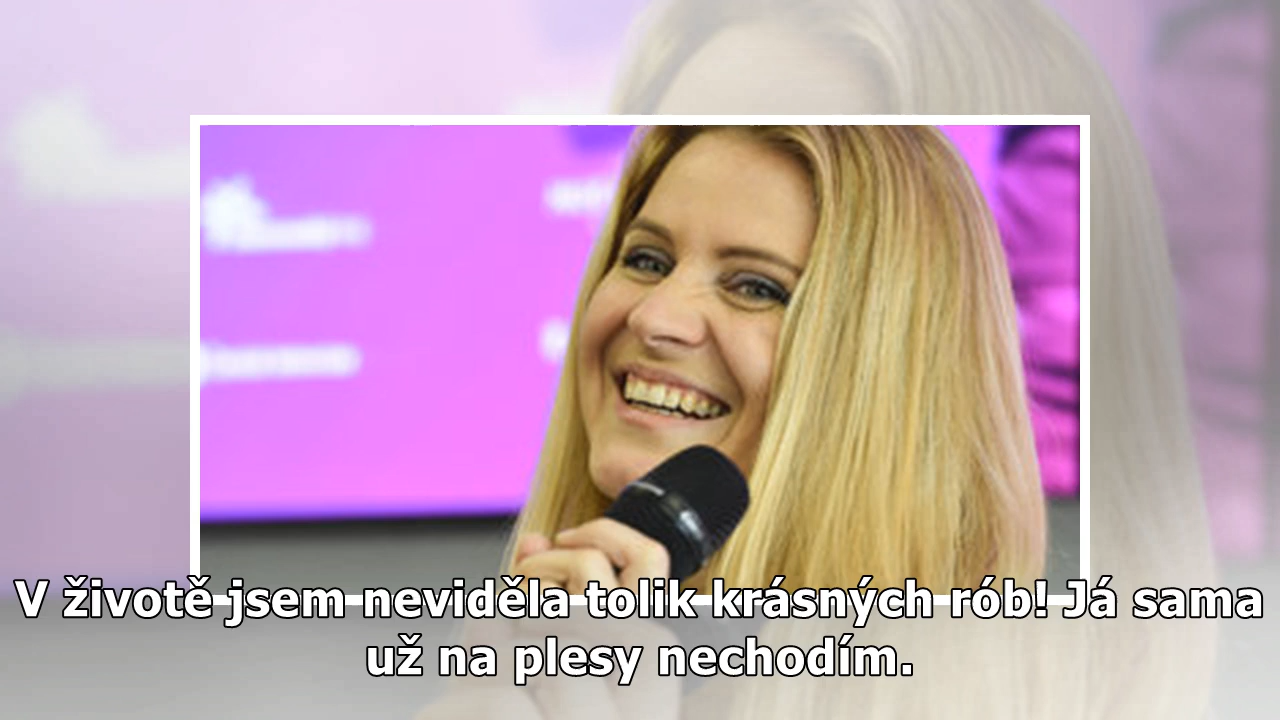 V životě jsem neviděla tolik krásných rób! Já sama
už na plesy nechodím.